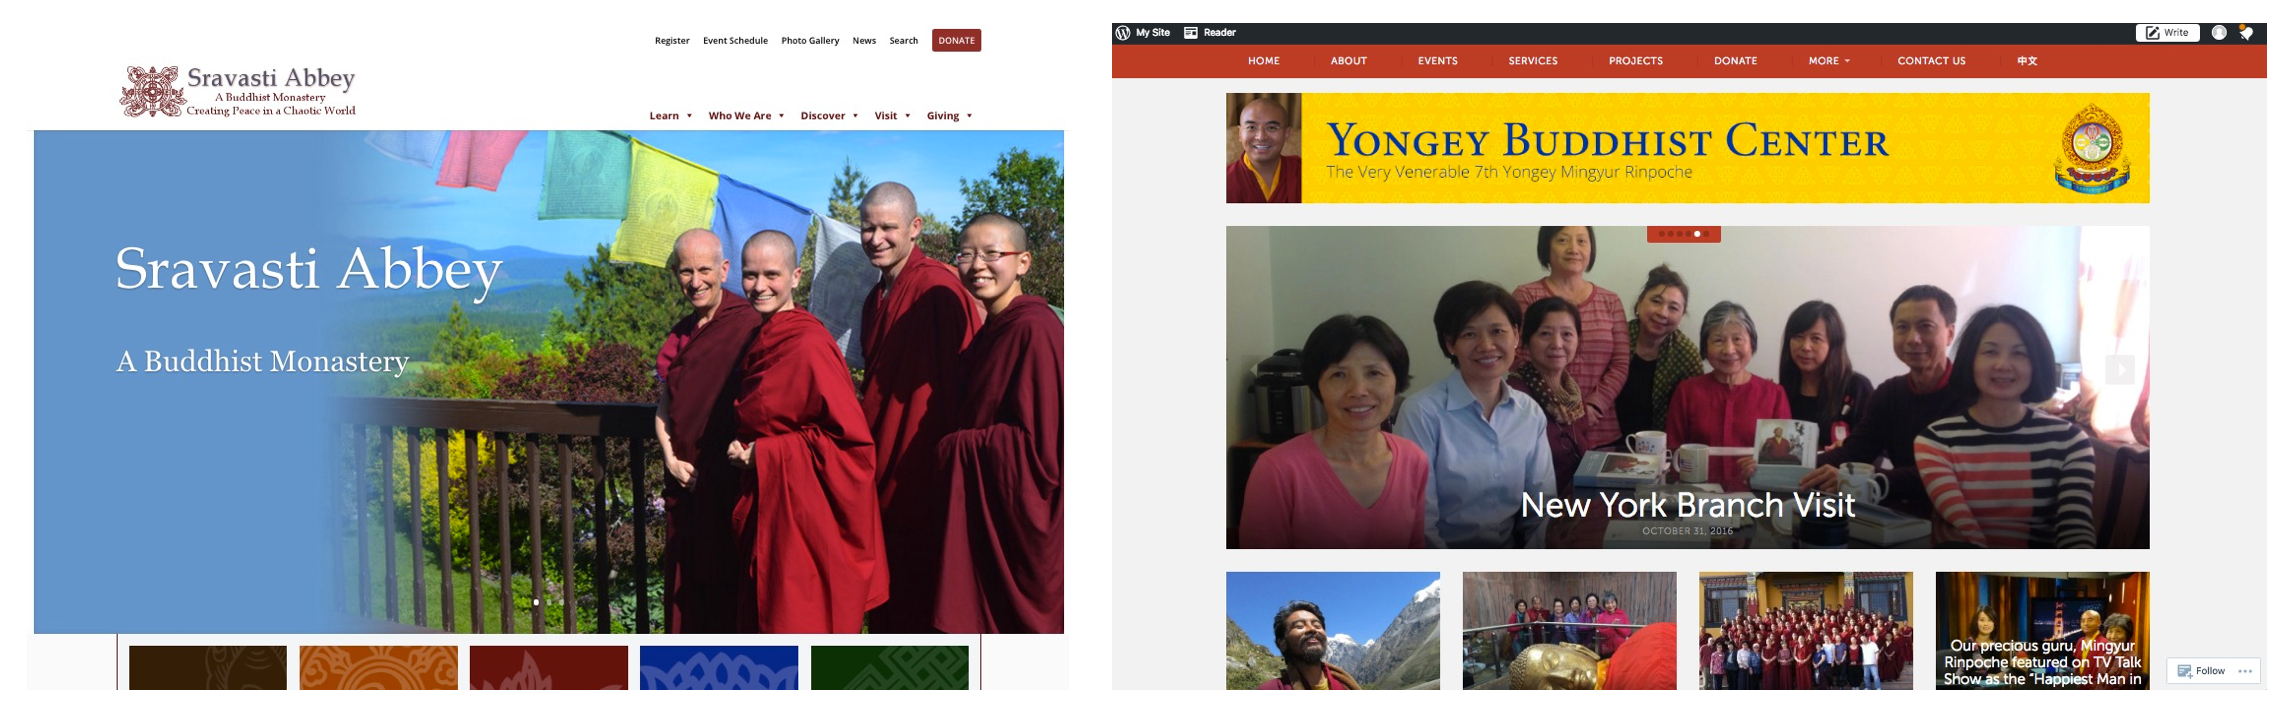 Register Event Schedule Photo Gallery News Search DONATE
Sravasti Abbey
A Buddhist Monastery
Creating Peace in a Chaotic World
Learn Who We Are Discover Visit Giving
Sravasti Abbey
A Buddhist Monastery
My Site Reader Write
HOME ABOUT EVENTS SERVICES PROJECTS DONATE MORE CONTACT US 中文
YONGEY BUDDHIST CENTER
The Very Venerable 7th Yongey Mingyur Rinpoche
New York Branch Visit
OCTOBER 31, 2016
Our precious guru, Mingyur
Rinpoche featured on TV Talk
Show as the "Happiest Man in
Follow